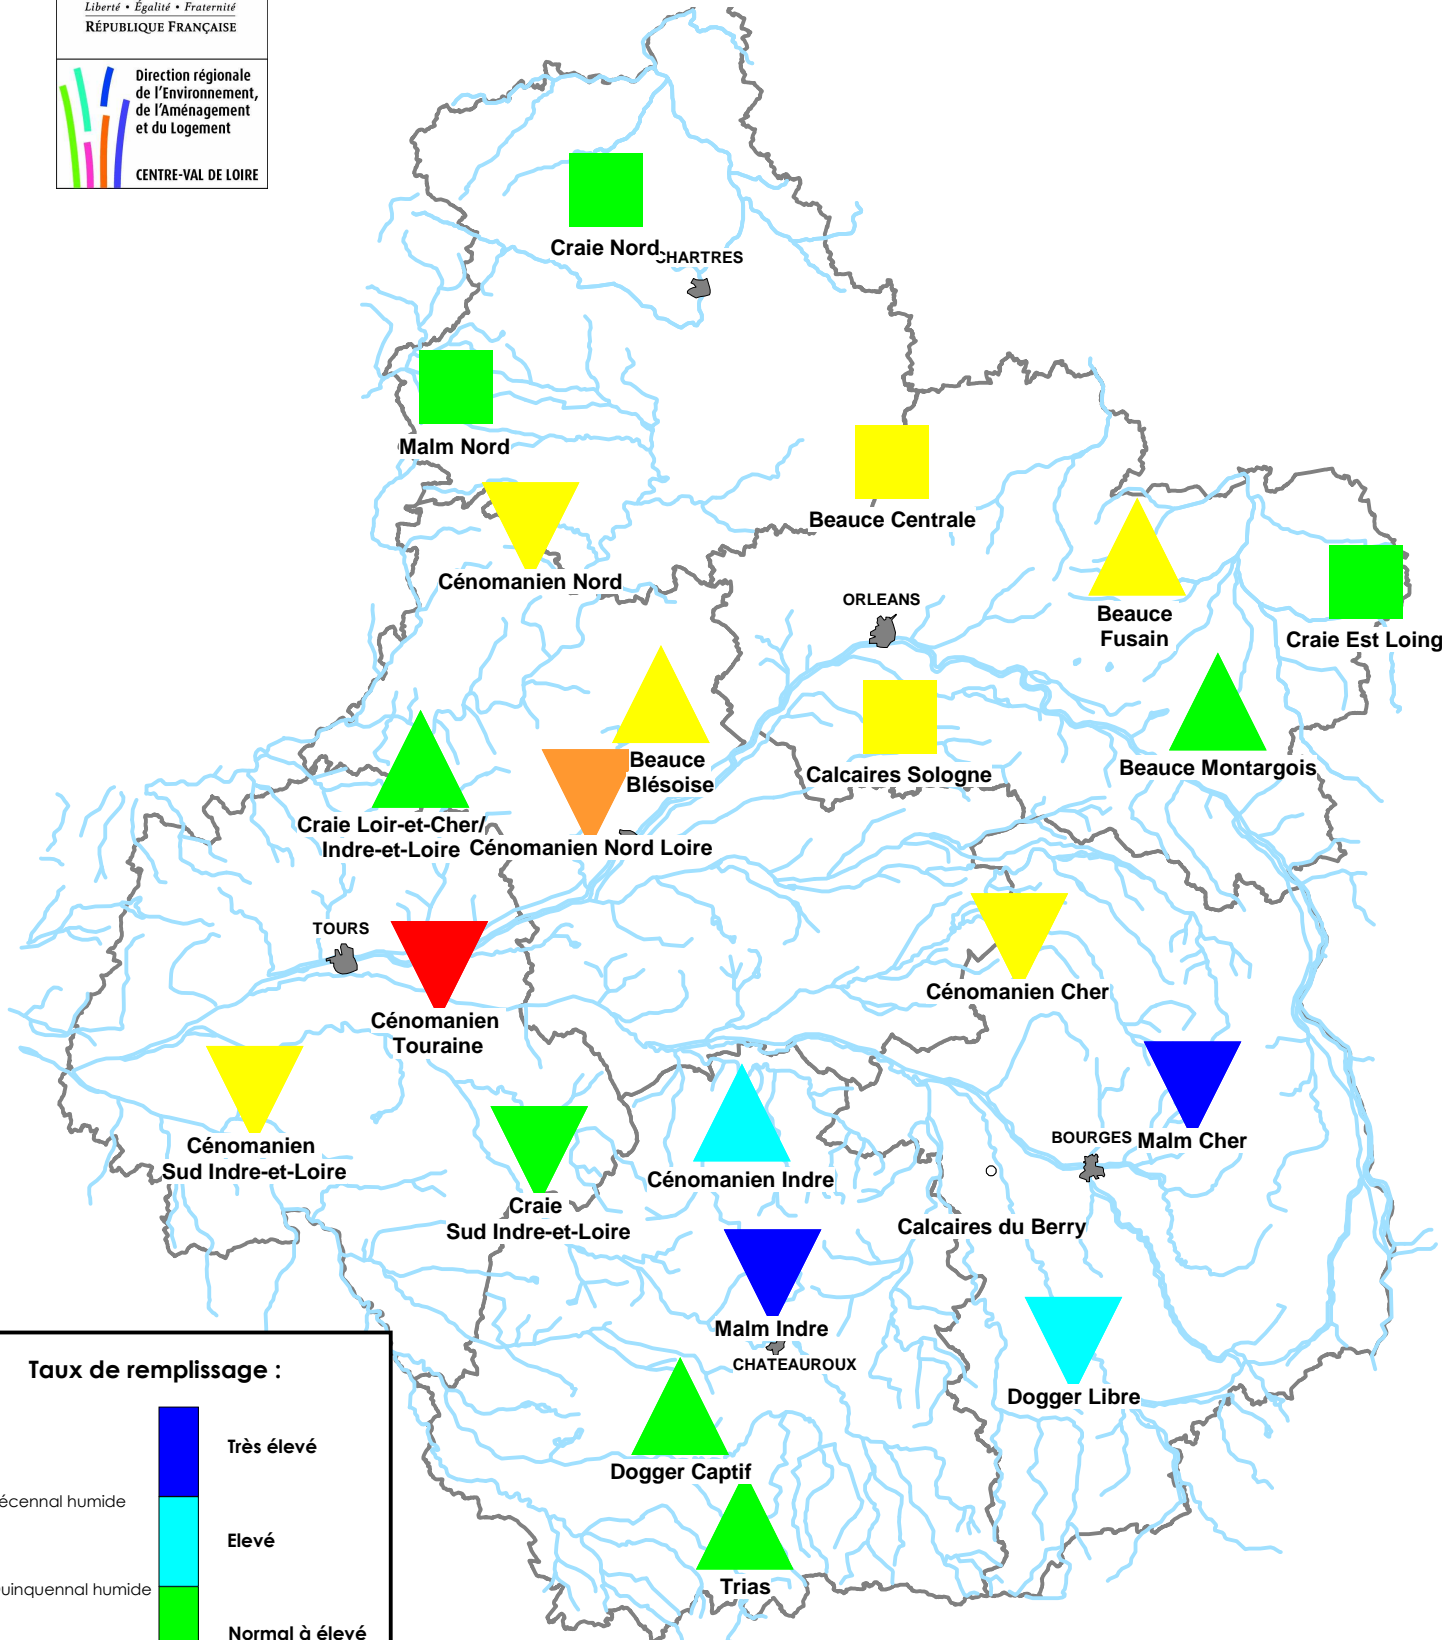 Liberté • Égalité • Fraternité
RÉPUBLIQUE FRANÇAISE
Direction régionale
de l'Environnement,
de l'Aménagement
et du Logement
CENTRE-VAL DE LOIRE
Craie Nord
CHARTRES
Malm Nord
Beauce Centrale
Cénomanien Nord
ORLEANS
Beauce
Fusain
Craie Est Loing
Beauce
Blésoise
Calcaires Sologne
Beauce Montargois
Craie Loir-et-Cher/
Indre-et-Loire
Cénomanien Nord Loire
TOURS
Cénomanien Cher
Cénomanien
Touraine
Cénomanien
Sud Indre-et-Loire
BOURGES
Malm Cher
Cénomanien Indre
Craie
Sud Indre-et-Loire
Calcaires du Berry
Malm Indre
CHATEAUROUX
Dogger Libre
Dogger Captif
Trias
Taux de remplissage :
Très élevé
écennal humide
Elevé
uinquennal humide
Normal à élevé